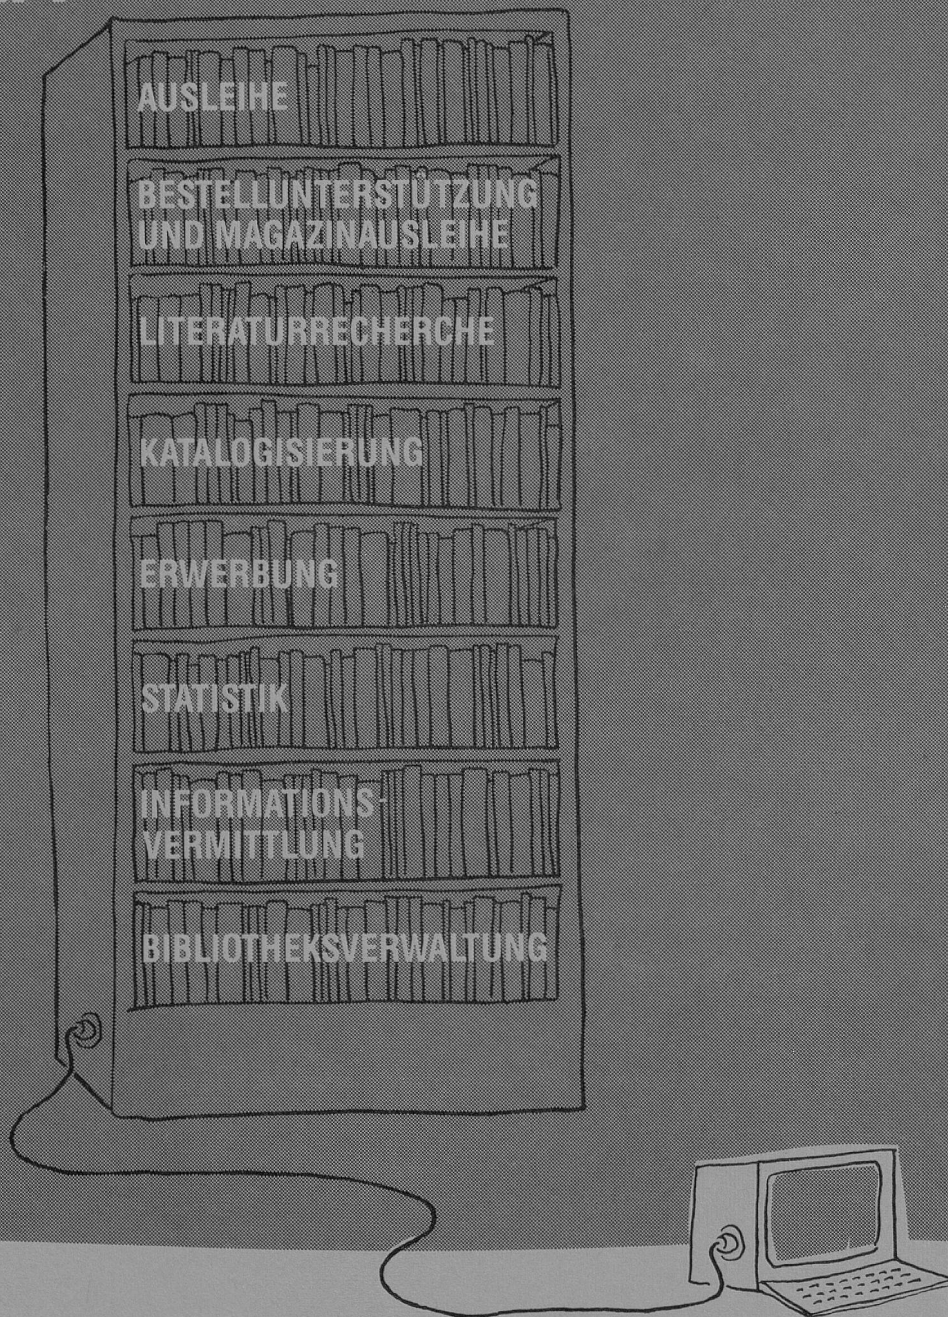 AUSLEIHE
BESTELLUNTERSTÜTZUNG
UND MAGAZINAUSLEIHE
LITERATURRECHERCHE
KATALOGISIERUNG
ERWERBUNG
STATISTIK
INFORMATIONS-
VERMITTLUNG
BIBLIOTHEKSVERWALTUNG